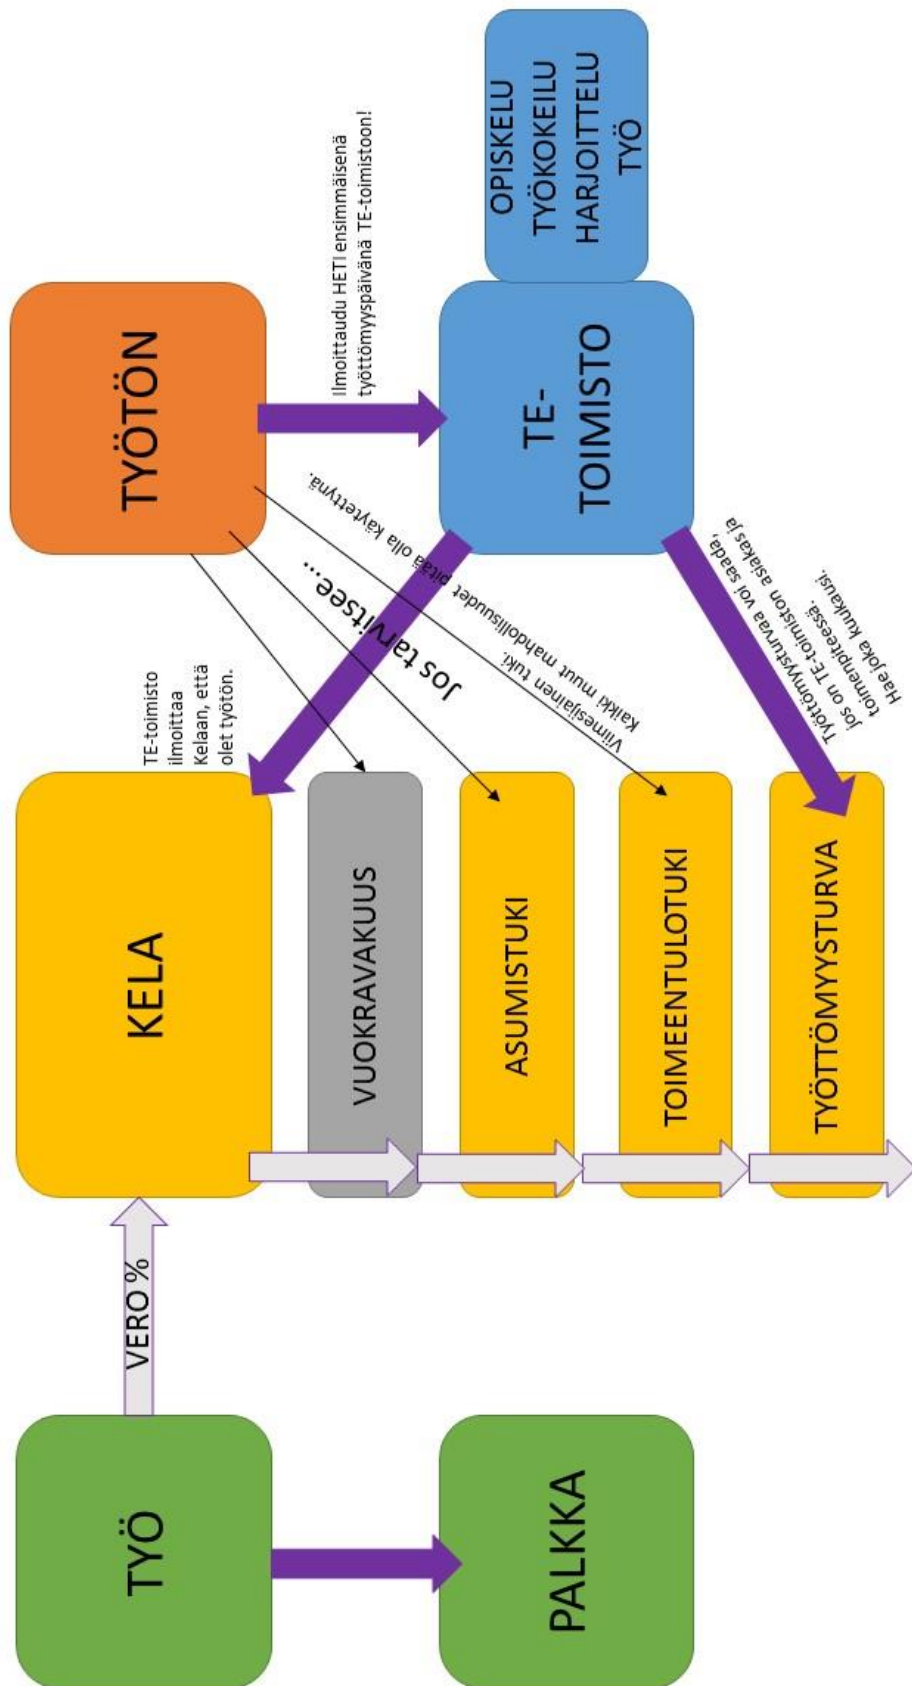 TYÖ
VERO %
PALKKA
KELA
TE-toimisto
ilmoittaa
Kelaan, että
olet työtön.
TYÖTÖN
Ilmoittaudu HETI ensimmäisenä
työttömyyspäivänä TE-toimistoon!
Jos tarvitsee...
Viimesijainen tuki.
Kaikki muut mahdollisuudet pitää olla käytettynä.
VUOKRAVAKUUS
ASUMISTUKI
TOIMEENTULOTUKI
TYÖTTÖMYYSTURVA
TE-
TOIMISTO
OPISKELU
TYÖKOKEILU
HARJOITTELU
TYÖ
Työttömyysturvaa voi saada,
jos on TE-toimiston asiakas ja
toimenpiteessä.
Hae joka kuukausi.